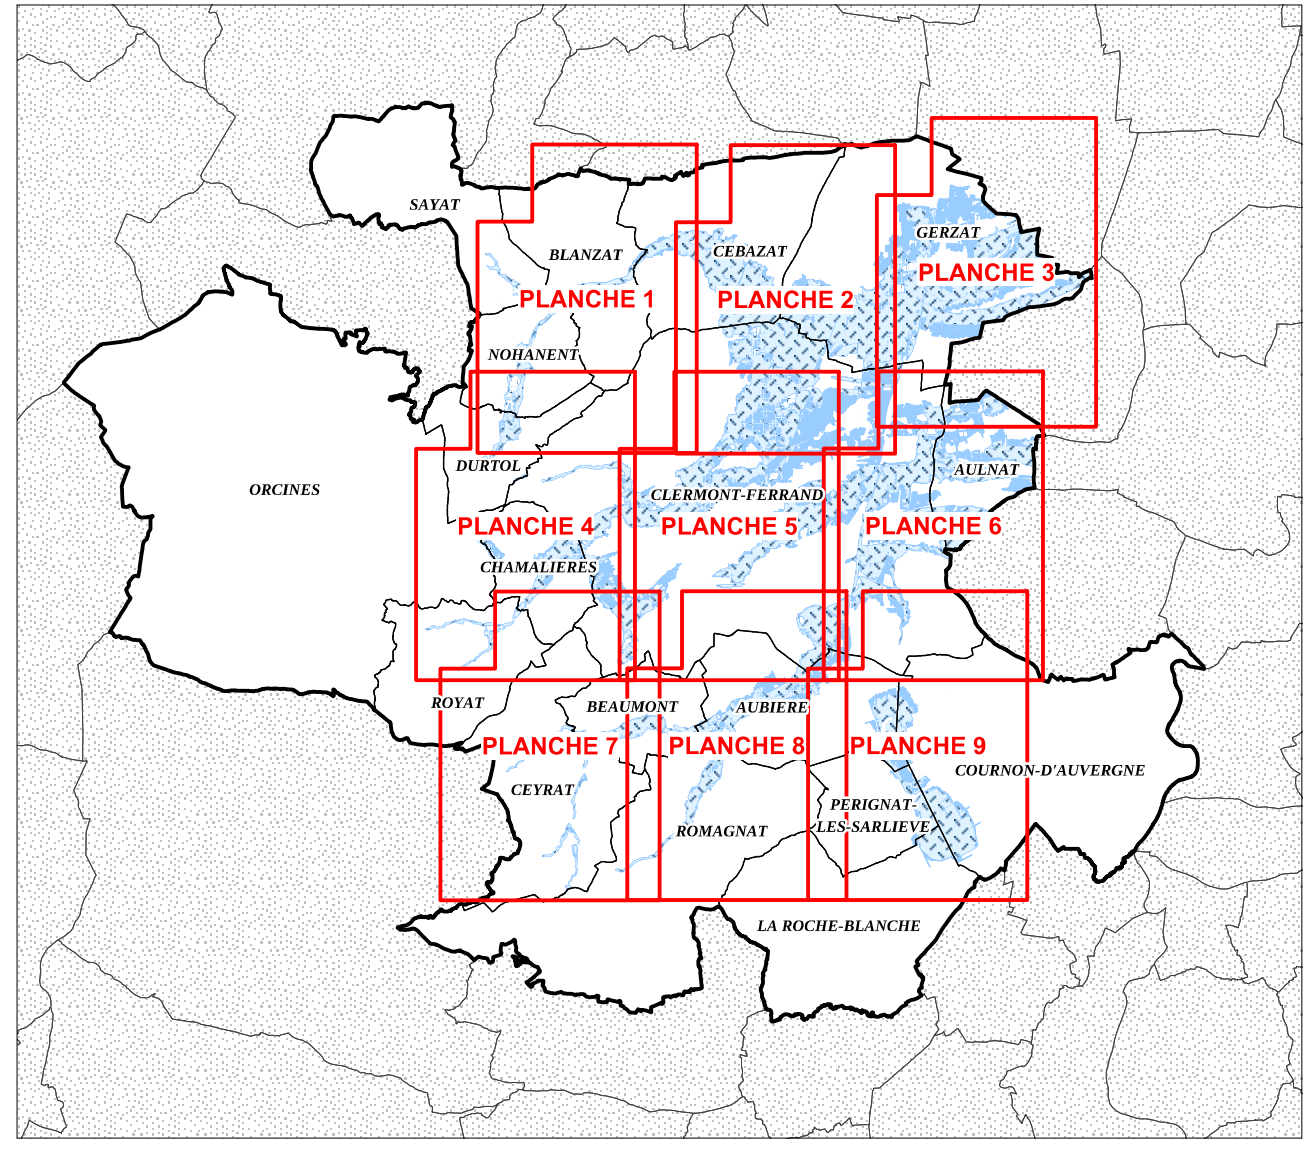 SAYAT
GERZAT
BLANZAT
CEBAZAT
PLANCHE 3
PLANCHE 1
PLANCHE 2
NOHANENT
DURTOL
AULNAT
ORCINES
CLERMONT-FERRAND
PLANCHE 4
PLANCHE 5
PLANCHE 6
CHAMALIERES
ROYAT
BEAUMONT
AUBIERE
PLANCHE 7
PLANCHE 8
PLANCHE 9
COURNON-D'AUVERGNE
CEYRAT
PERIGNAT-
LES-SARLIEVE
ROMAGNAT
LA ROCHE-BLANCHE